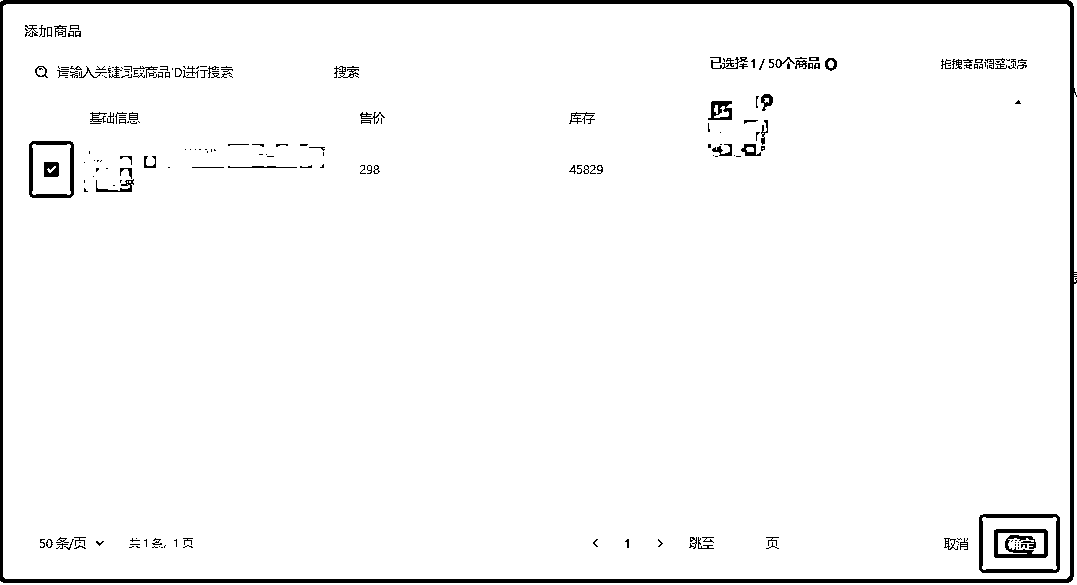 添加商品
请输入关键词或商品ID进行搜索 搜索
已选择 1 / 50个商品 拖拽商品调整顺序
基础信息 售价 库存
298 45829
50 条/页 共 1 条, 1 页 1 跳至 页 取消 确定